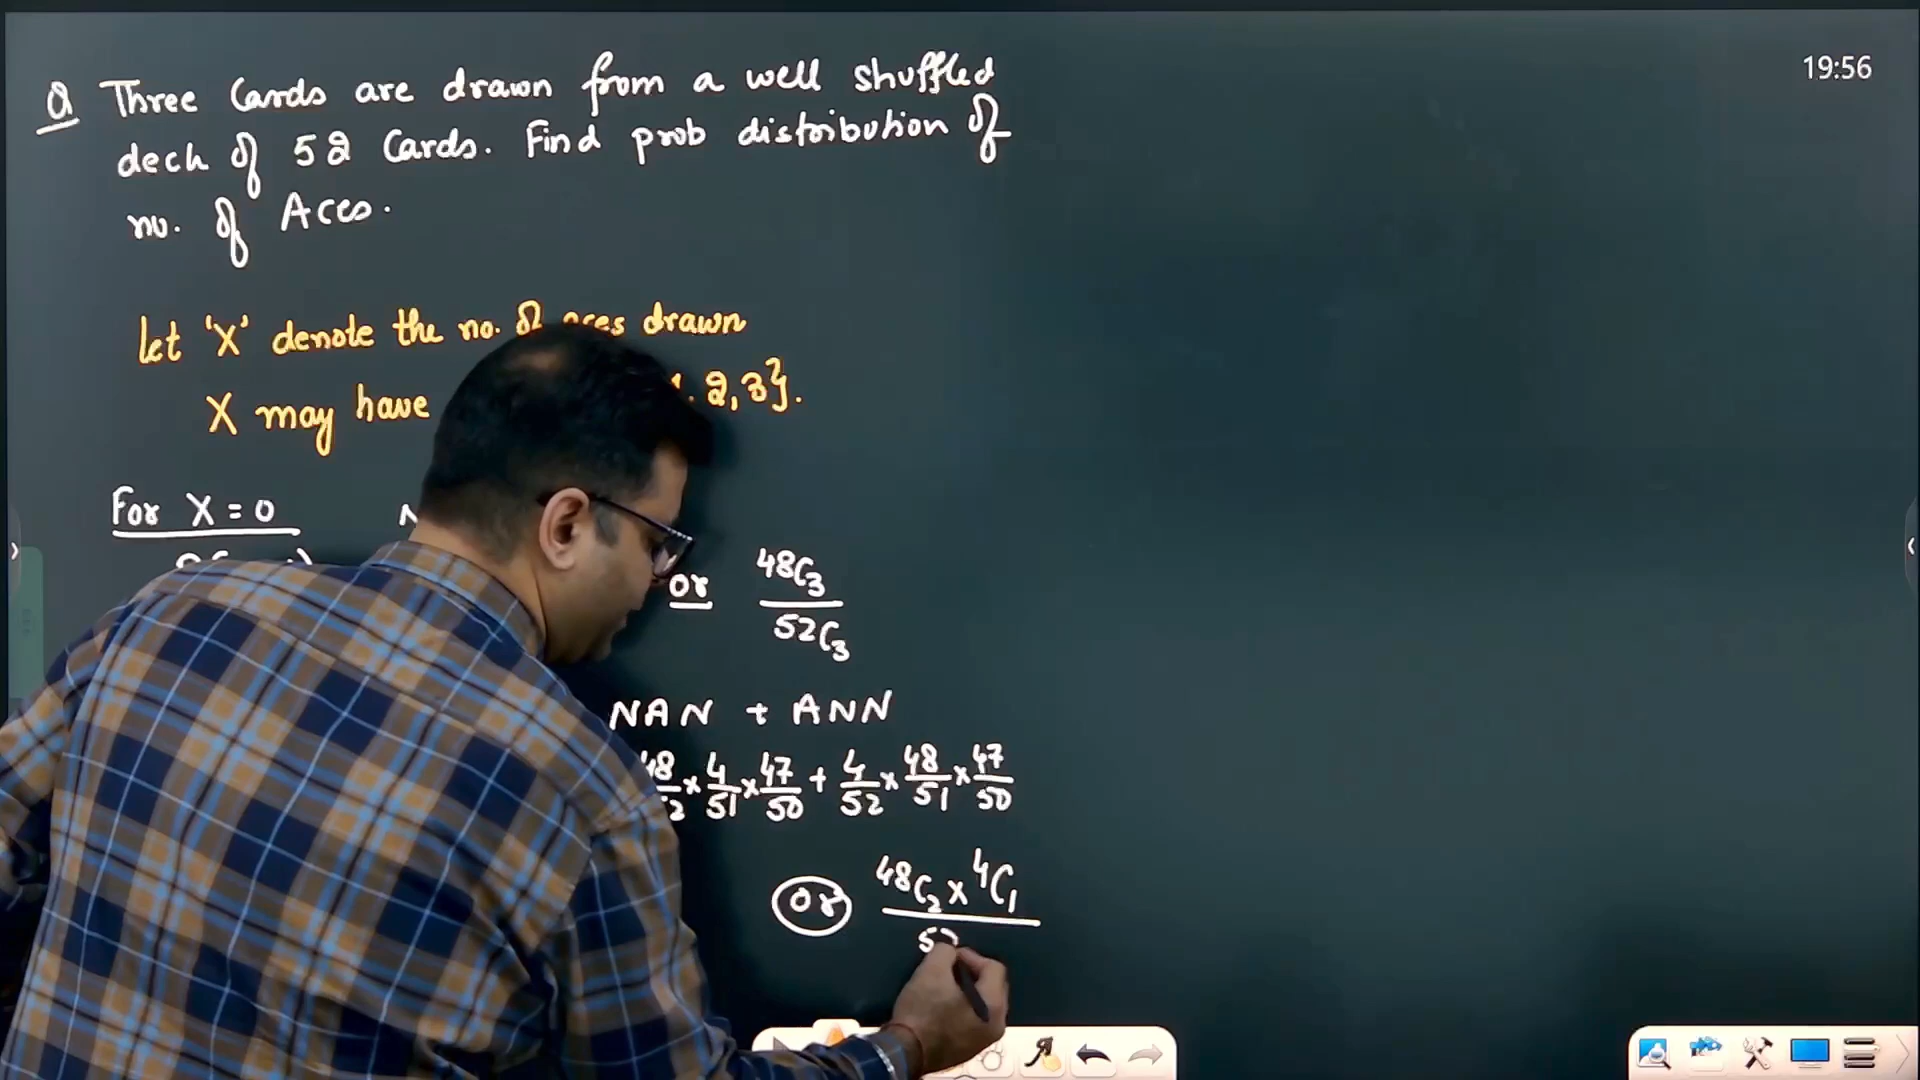 19:56
Q Three Cards are drawn from a well shuffled
deck of 52 Cards. Find prob distribution of
no. of Aces.
Let 'X' denote the no. of aces drawn
X may have 2,3}.
For X = 0
or 48C3
52C3
NAN + ANN
48 × 4/51 × 47/50 + 4/52 × 48/51 × 47/50
or 48C2 × 4C1
52